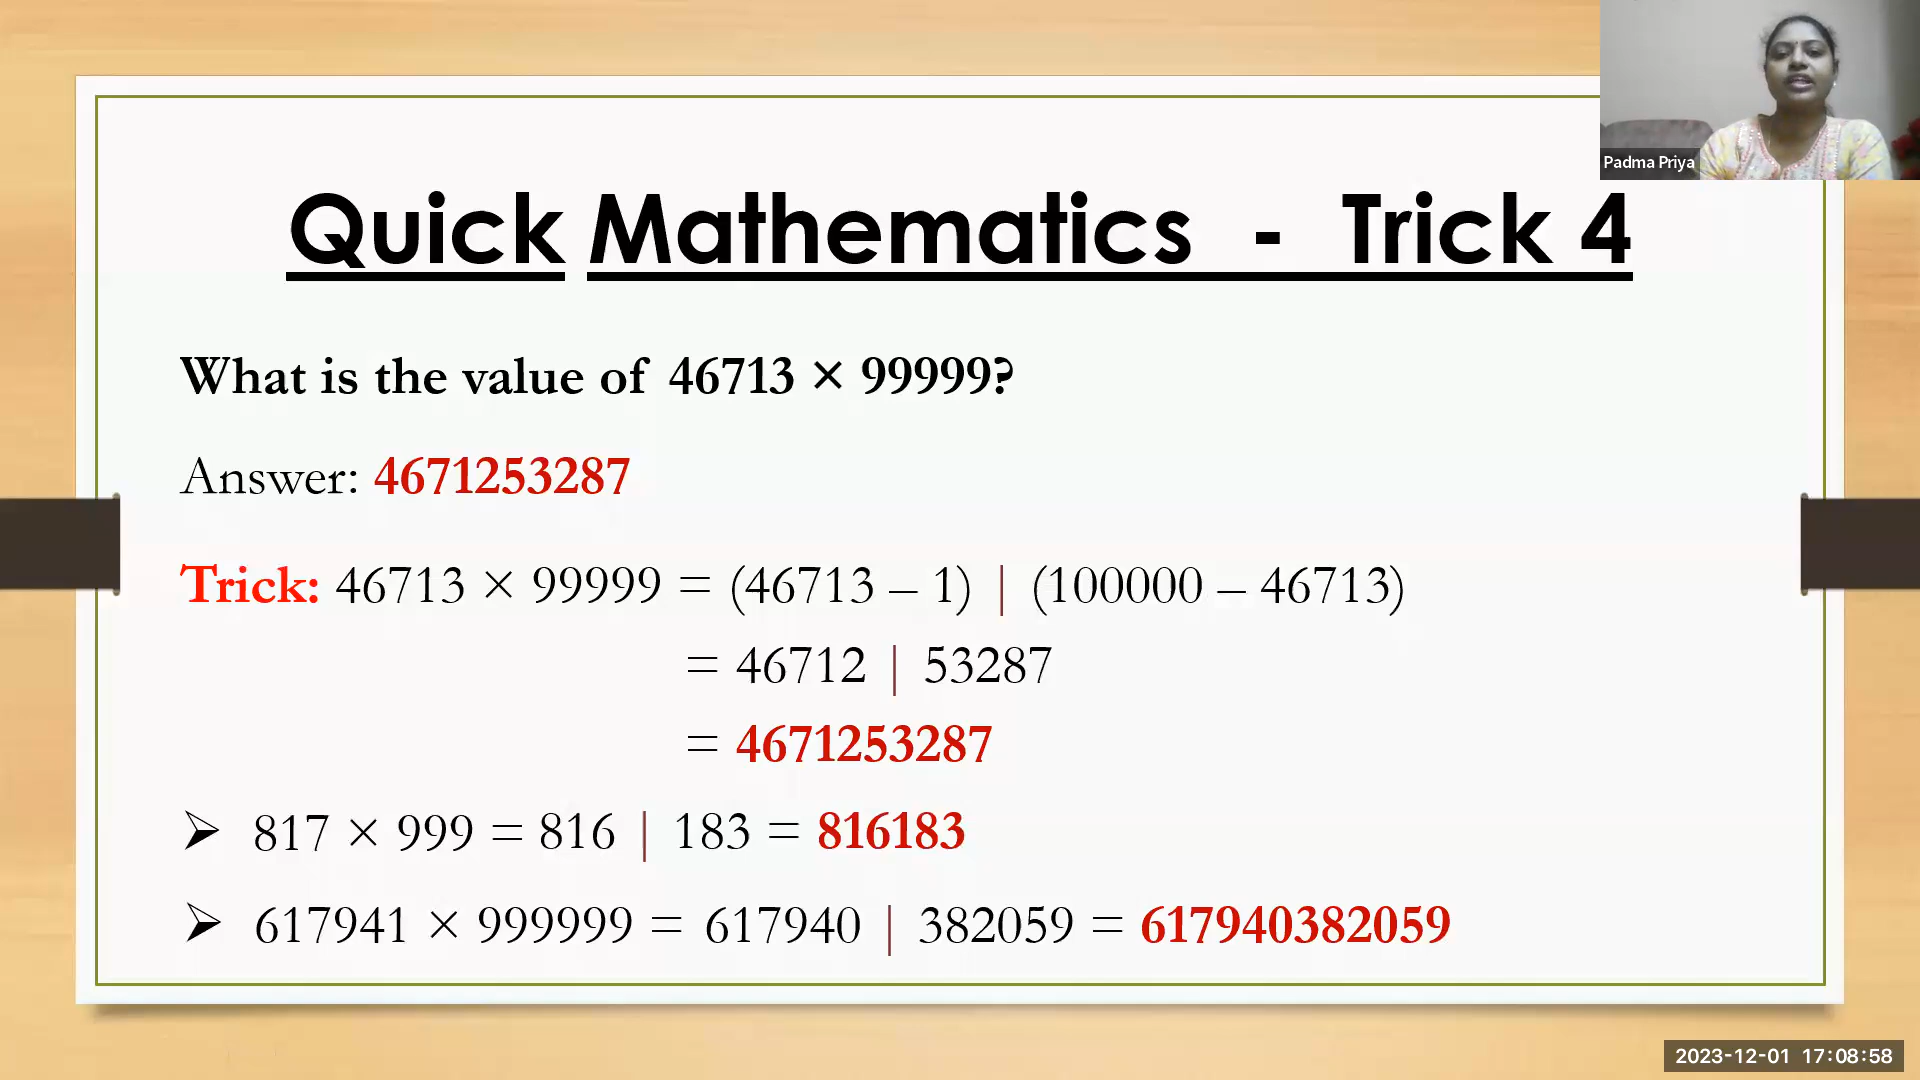 Padma Priya
Quick Mathematics - Trick 4
What is the value of 46713 × 99999?
Answer: 4671253287
Trick: 46713 × 99999 = (46713 – 1) | (100000 – 46713)
= 46712 | 53287
= 4671253287
➢ 817 × 999 = 816 | 183 = 816183
➢ 617941 × 999999 = 617940 | 382059 = 617940382059
2023-12-01 17:08:58